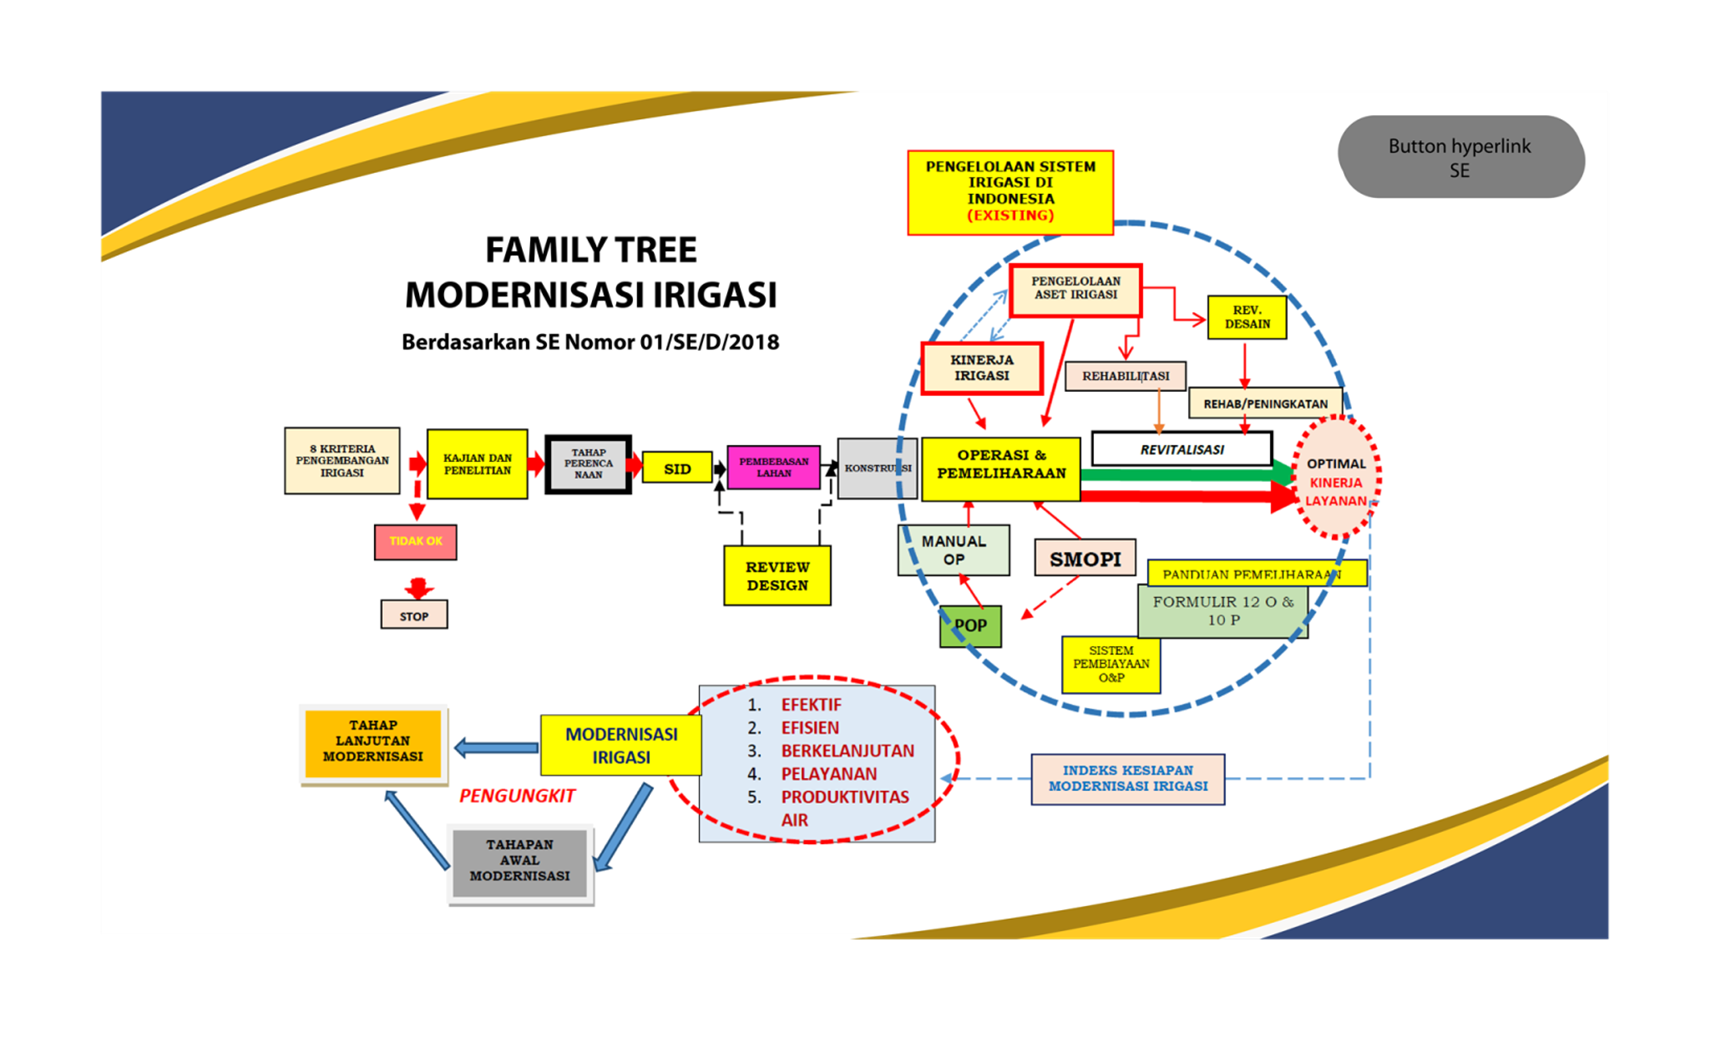 Button hyperlink
SE
PENGELOLAAN SISTEM
IRIGASI DI
INDONESIA
(EXISTING)
FAMILY TREE
MODERNISASI IRIGASI
Berdasarkan SE Nomor 01/SE/D/2018
PENGELOLAAN
ASET IRIGASI
REV.
DESAIN
KINERJA
IRIGASI
REHABILITASI
REHAB/PENINGKATAN
8 KRITERIA
PENGEMBANGAN
IRIGASI
KAJIAN DAN
PENELITIAN
TAHAP
PERENCA
NAAN
SID
PEMBEBASAN
LAHAN
KONSTRUKSI
OPERASI &
PEMELIHARAAN
REVITALISASI
OPTIMAL
KINERJA
LAYANAN
TIDAK OK
STOP
REVIEW
DESIGN
MANUAL
OP
SMOPI
POP
PANDUAN PEMELIHARAAN
FORMULIR 12 O &
10 P
SISTEM
PEMBIAYAAN
O&P
TAHAP
LANJUTAN
MODERNISASI
MODERNISASI
IRIGASI
1. EFEKTIF
2. EFISIEN
3. BERKELANJUTAN
4. PELAYANAN
5. PRODUKTIVITAS
AIR
INDEKS KESIAPAN
MODERNISASI IRIGASI
PENGUNGKIT
TAHAPAN
AWAL
MODERNISASI